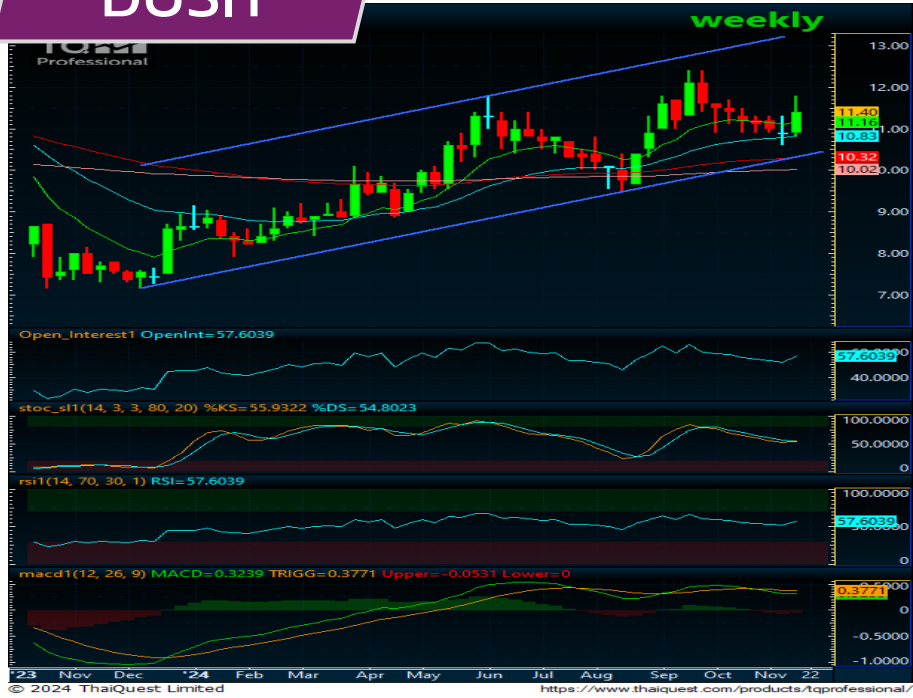 DUSIT
weekly
Professional
13.00
12.00
11.40
11.16
10.83
10.32
10.02
9.00
8.00
7.00
Open_Interest1 OpenInt=57.6039
57.6039
40.0000
stoc_sl1(14, 3, 3, 80, 20) %KS=55.9322 %DS=54.8023
100.0000
50.0000
0
rsi1(14, 70, 30, 1) RSI=57.6039
100.0000
57.6039
0
macd1(12, 26, 9) MACD=0.3239 TRIGG=0.3771 Upper=-0.0531 Lower=0
0.3771
0
-0.5000
-1.0000
'23 Nov Dec '24 Feb Mar Apr May Jun Jul Aug Sep Oct Nov 22
© 2024 ThaiQuest Limited https://www.thaiquest.com/products/tqprofessional/